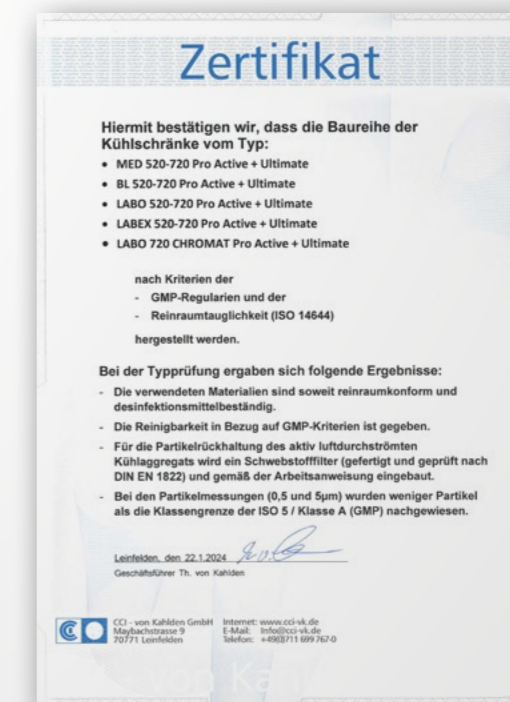 Zertifikat
Hiermit bestätigen wir, dass die Baureihe der
Kühlschränke vom Typ:
• MED 520-720 Pro Active + Ultimate
• BL 520-720 Pro Active + Ultimate
• LABO 520-720 Pro Active + Ultimate
• LABEX 520-720 Pro Active + Ultimate
• LABO 720 CHROMAT Pro Active + Ultimate
nach Kriterien der
- GMP-Regularien und der
- Reinraumtauglichkeit (ISO 14644)
hergestellt werden.
Bei der Typprüfung ergaben sich folgende Ergebnisse:
- Die verwendeten Materialien sind soweit reinraumkonform und
desinfektionsmittelbeständig.
- Die Reinigbarkeit in Bezug auf GMP-Kriterien ist gegeben.
- Für die Partikelrückhaltung des aktiv luftdurchströmten
Kühlaggregats wird ein Schwebstofffilter (gefertigt und geprüft nach
DIN EN 1822) und gemäß der Arbeitsanweisung eingebaut.
- Bei den Partikelmessungen (0,5 und 5µm) wurden weniger Partikel
als die Klassengrenze der ISO 5 / Klasse A (GMP) nachgewiesen.
Leinfelden, den 22.1.2024
Geschäftsführer Th. von Kahlden
CCI - von Kahlden GmbH Internet: www.cci-vk.de
Maybachstrasse 9 E-Mail: Info@cci-vk.de
70771 Leinfelden Telefon: +49(0)711 699 767-0
von Ka